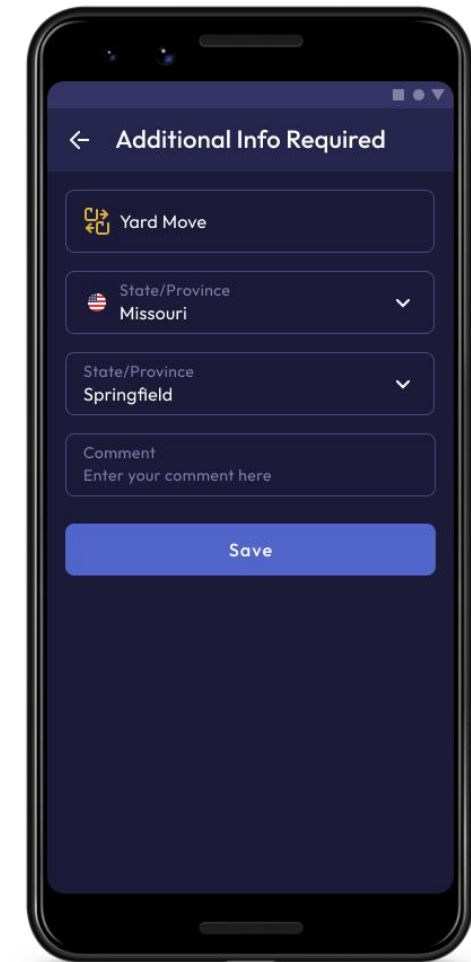 Additional Info Required
Yard Move
State/Province
Missouri
State/Province
Springfield
Comment
Enter your comment here
Save